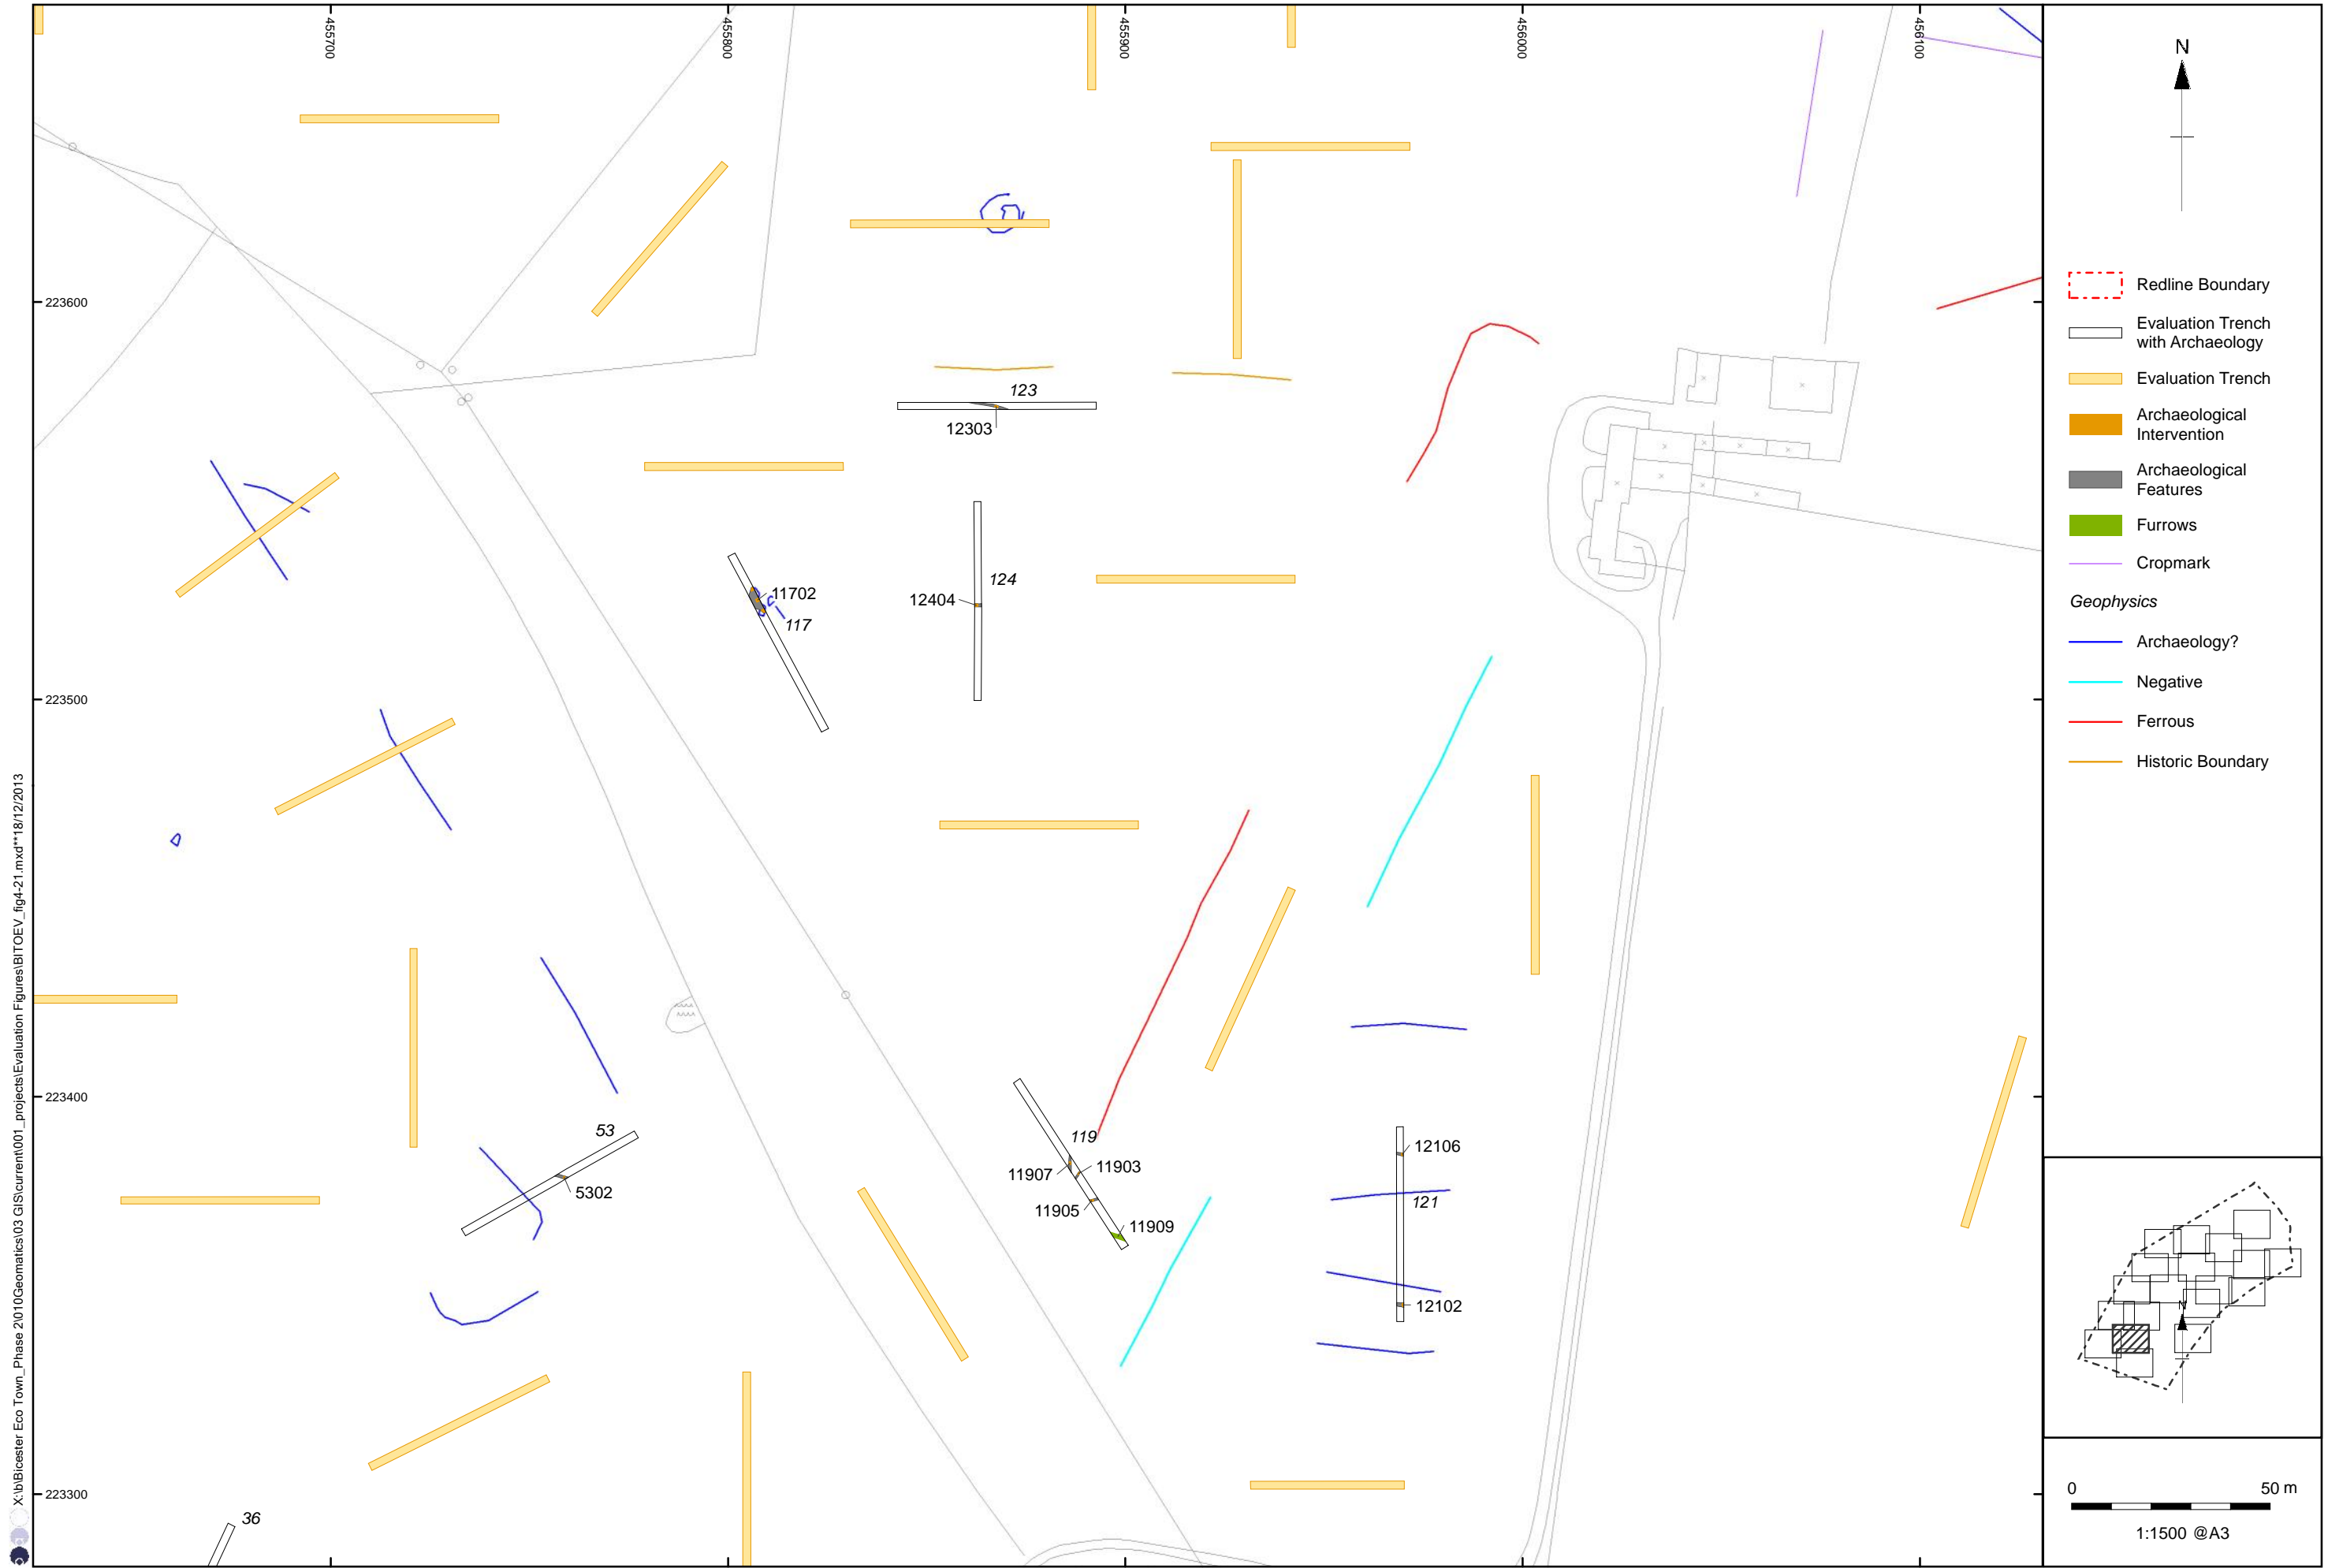 455700
455800
455900
456000
456100
223600
223500
223400
223300
123
12303
124
12404
11702
117
119
11907
11903
11905
11909
12106
121
12102
53
5302
36
N
Redline Boundary
Evaluation Trench
with Archaeology
Evaluation Trench
Archaeological
Intervention
Archaeological
Features
Furrows
Cropmark
Geophysics
Archaeology?
Negative
Ferrous
Historic Boundary
N
0 50 m
1:1500 @A3
X:\b\Bicester Eco Town_Phase 2\010Geomatics\03 GIS\current\001_projects\Evaluation Figures\BITOEV_fig4-21.mxd**18/12/2013